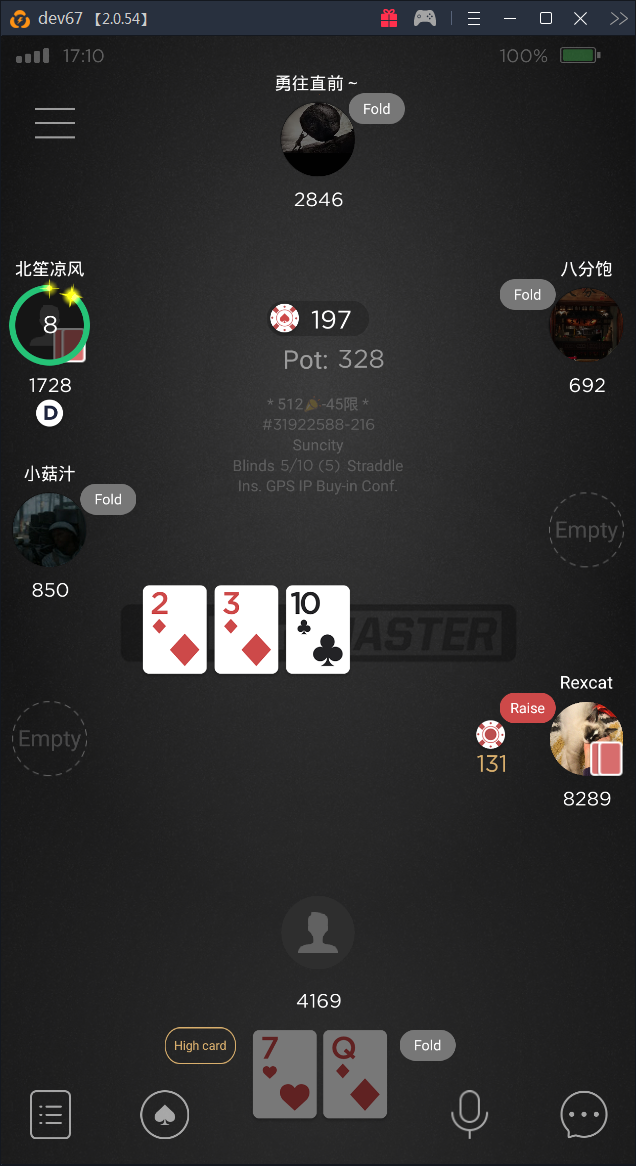 dev67 【2.0.54】
17:10
100%
勇往直前 ~
Fold
2846
北笙凉风
八分饱
Fold
8
197
Pot: 328
1728
692
D
* 512 -45限 *
#31922588-216
Suncity
Blinds 5/10 (5) Straddle
Ins. GPS IP Buy-in Conf.
小菇汁
Fold
Empty
850
2
3
10
ASTER
Rexcat
Raise
Empty
131
8289
4169
High card
7
Q
Fold